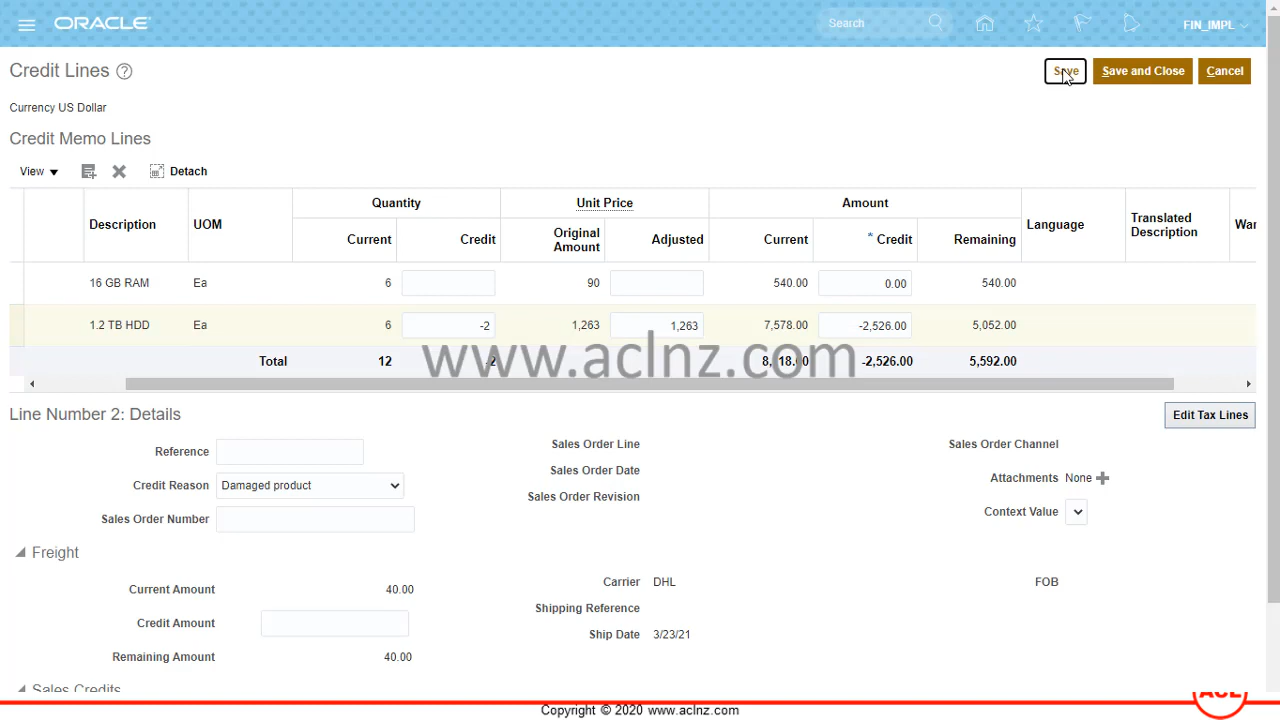 ORACLE
Search
FIN_IMPL
Credit Lines
Save
Save and Close
Cancel
Currency US Dollar
Credit Memo Lines
View
Detach
Description UOM Quantity Unit Price Amount Language Translated Description
Current Credit Original Amount Adjusted Current * Credit Remaining
16 GB RAM Ea 6 90 540.00 0.00 540.00
1.2 TB HDD Ea 6 -2 1,263 1,263 7,578.00 -2,526.00 5,052.00
Total 12 -2 -2,526.00 5,592.00
www.aclnz.com
Line Number 2: Details
Edit Tax Lines
Reference
Credit Reason Damaged product
Sales Order Number
Sales Order Line
Sales Order Date
Sales Order Revision
Sales Order Channel
Attachments None
Context Value
Freight
Current Amount 40.00
Credit Amount
Remaining Amount 40.00
Carrier DHL
Shipping Reference
Ship Date 3/23/21
FOB
Sales Credits
ACL
Copyright © 2020 www.aclnz.com